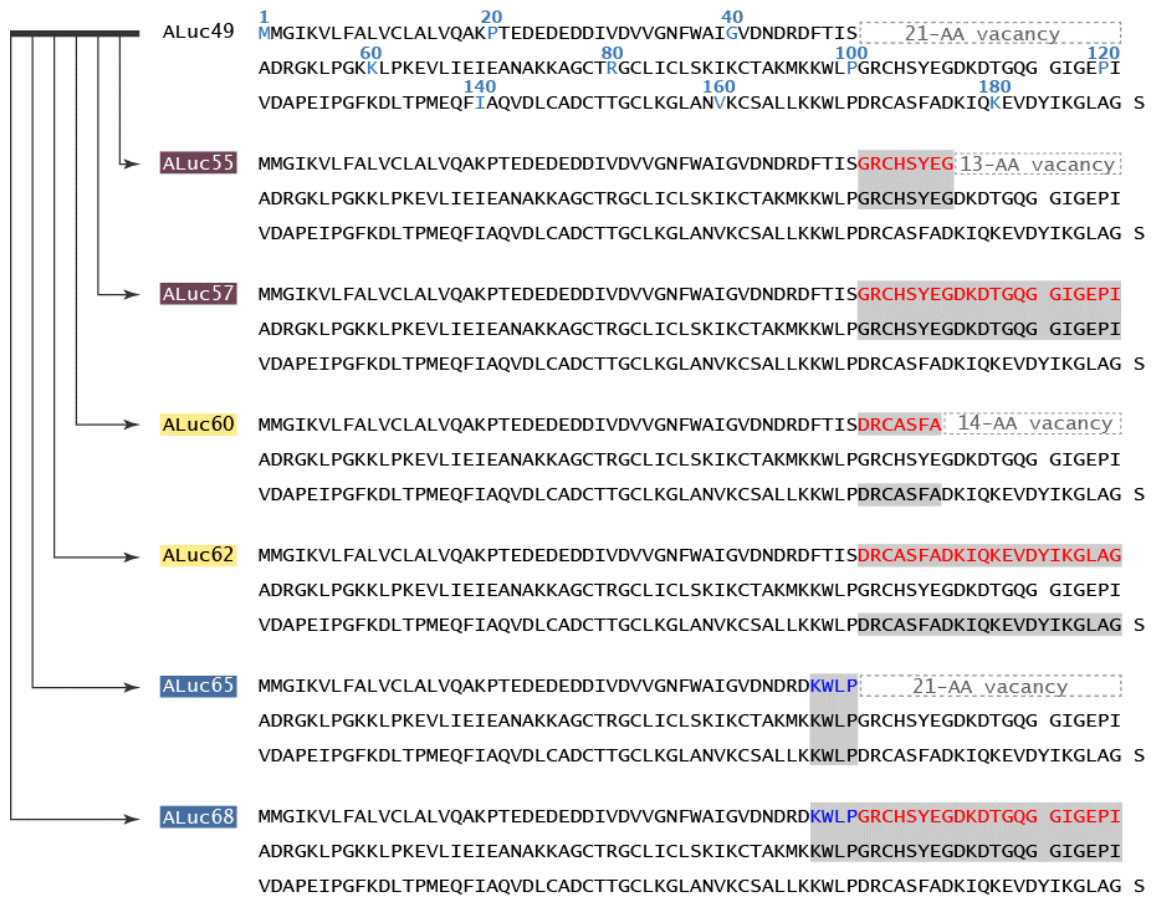 1 20 40
ALuc49 MMGIKVLFALVCLALVQAKPTEDEDEDDIVDVVGNFWAIGVDNDRDFTIS 21-AA vacancy
60 80 100 120
ADRGKLPGKKLPKEVLIEIEANAKKAGCTRGCLICLSKIKCTAKMKKWLPGRCHSYEGDKDTGQG GIGEPI
140 160 180
VDAPEIPGFKDLTPMEQFIAQVDLCADCTTGCLKGLANVKCSALLKKWLPDRCASFADKIQKEVDYIKGLAG S
ALuc55 MMGIKVLFALVCLALVQAKPTEDEDEDDIVDVVGNFWAIGVDNDRDFTISGRCHSYEG 13-AA vacancy
ADRGKLPGKKLPKEVLIEIEANAKKAGCTRGCLICLSKIKCTAKMKKWLPGRCHSYEGDKDTGQG GIGEPI
VDAPEIPGFKDLTPMEQFIAQVDLCADCTTGCLKGLANVKCSALLKKWLPDRCASFADKIQKEVDYIKGLAG S
ALuc57 MMGIKVLFALVCLALVQAKPTEDEDEDDIVDVVGNFWAIGVDNDRDFTISGRCHSYEGDKDTGQG GIGEPI
ADRGKLPGKKLPKEVLIEIEANAKKAGCTRGCLICLSKIKCTAKMKKWLPGRCHSYEGDKDTGQG GIGEPI
VDAPEIPGFKDLTPMEQFIAQVDLCADCTTGCLKGLANVKCSALLKKWLPDRCASFADKIQKEVDYIKGLAG S
ALuc60 MMGIKVLFALVCLALVQAKPTEDEDEDDIVDVVGNFWAIGVDNDRDFTISDRCASFA 14-AA vacancy
ADRGKLPGKKLPKEVLIEIEANAKKAGCTRGCLICLSKIKCTAKMKKWLPGRCHSYEGDKDTGQG GIGEPI
VDAPEIPGFKDLTPMEQFIAQVDLCADCTTGCLKGLANVKCSALLKKWLPDRCASFADKIQKEVDYIKGLAG S
ALuc62 MMGIKVLFALVCLALVQAKPTEDEDEDDIVDVVGNFWAIGVDNDRDFTISDRCASFADKIQKEVDYIKGLAG
ADRGKLPGKKLPKEVLIEIEANAKKAGCTRGCLICLSKIKCTAKMKKWLPGRCHSYEGDKDTGQG GIGEPI
VDAPEIPGFKDLTPMEQFIAQVDLCADCTTGCLKGLANVKCSALLKKWLPDRCASFADKIQKEVDYIKGLAG S
ALuc65 MMGIKVLFALVCLALVQAKPTEDEDEDDIVDVVGNFWAIGVDNDRDKWLP 21-AA vacancy
ADRGKLPGKKLPKEVLIEIEANAKKAGCTRGCLICLSKIKCTAKMKKWLPGRCHSYEGDKDTGQG GIGEPI
VDAPEIPGFKDLTPMEQFIAQVDLCADCTTGCLKGLANVKCSALLKKWLPDRCASFADKIQKEVDYIKGLAG S
ALuc68 MMGIKVLFALVCLALVQAKPTEDEDEDDIVDVVGNFWAIGVDNDRDKWLPGRCHSYEGDKDTGQG GIGEPI
ADRGKLPGKKLPKEVLIEIEANAKKAGCTRGCLICLSKIKCTAKMKKWLPGRCHSYEGDKDTGQG GIGEPI
VDAPEIPGFKDLTPMEQFIAQVDLCADCTTGCLKGLANVKCSALLKKWLPDRCASFADKIQKEVDYIKGLAG S